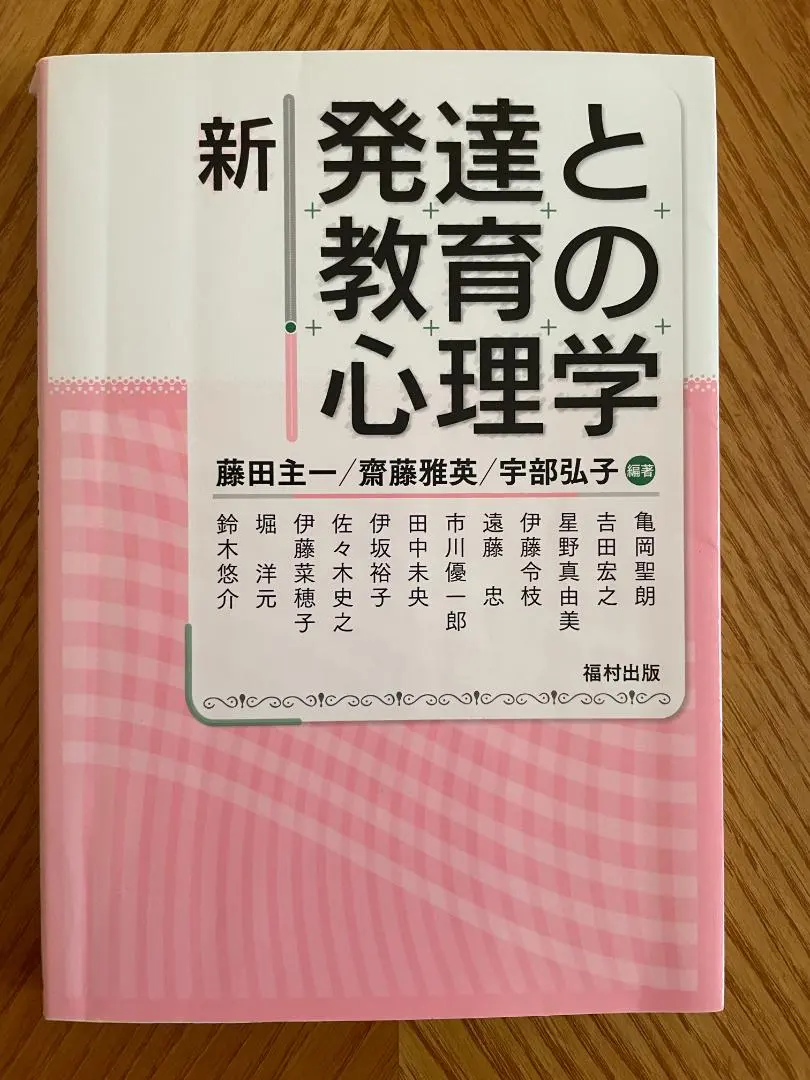 新
発達と
教育の
心理学
藤田主一/齋藤雅英/宇部弘子 編著
亀岡聖朗
𠮷田宏之
星野真由美
伊藤令枝
遠藤 忠
市川優一郎
田中未央
伊坂裕子
佐々木史之
伊藤菜穂子
堀 洋元
鈴木悠介
福村出版